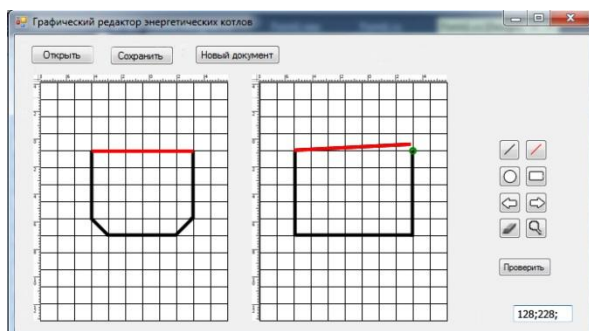 Графический редактор энергетических котлов
Открыть Сохранить Новый документ
Проверить
128;228;